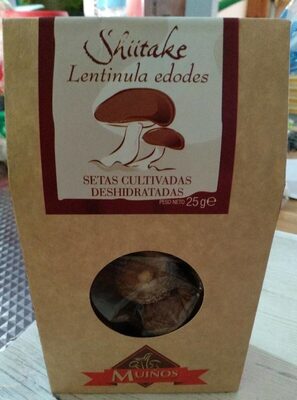 Shiitake
Lentinula edodes
SETAS CULTIVADAS
DESHIDRATADAS
PESO NETO 25g℮
MUIÑOS